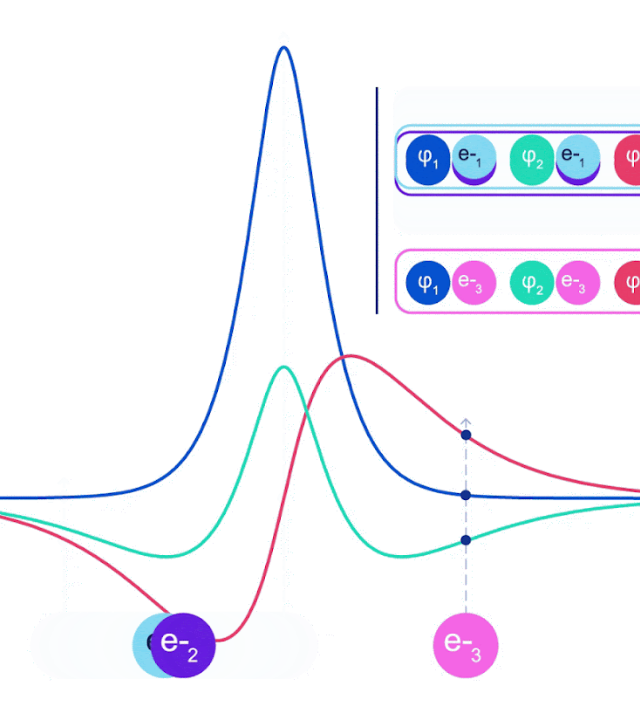 φ₁ e-₁ φ₂ e-₁ φ
φ₁ e-₃ φ₂ e-₃ φ
e e-₂ e-₃